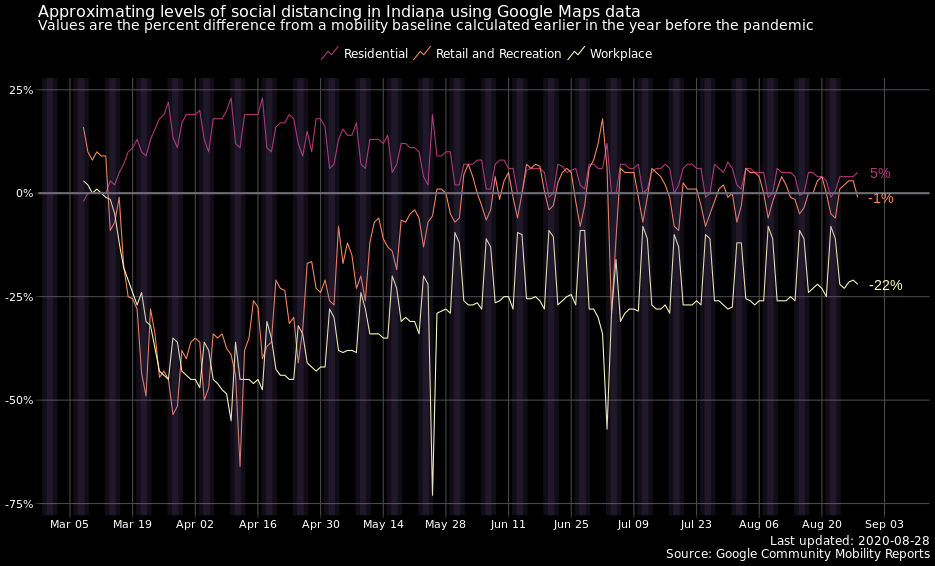 Approximating levels of social distancing in Indiana using Google Maps data
Values are the percent difference from a mobility baseline calculated earlier in the year before the pandemic
Residential Retail and Recreation Workplace
25%
0%
-25%
-50%
-75%
5%
-1%
-22%
Mar 05 Mar 19 Apr 02 Apr 16 Apr 30 May 14 May 28 Jun 11 Jun 25 Jul 09 Jul 23 Aug 06 Aug 20 Sep 03
Last updated: 2020-08-28
Source: Google Community Mobility Reports